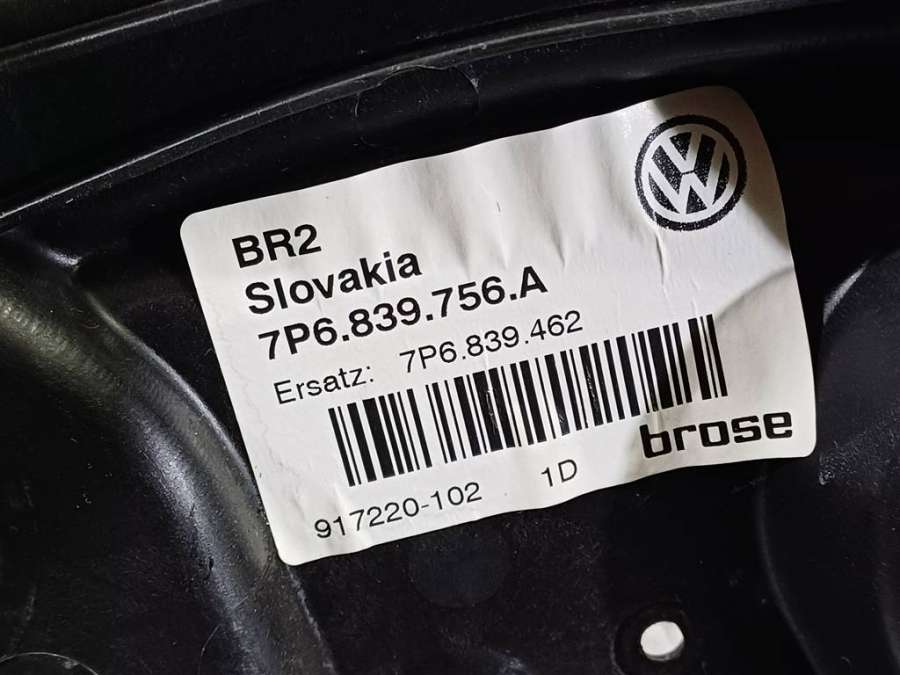 BR2
Slovakia
7P6.839.756.A
Ersatz: 7P6.839.462
brose
917220-102 1D